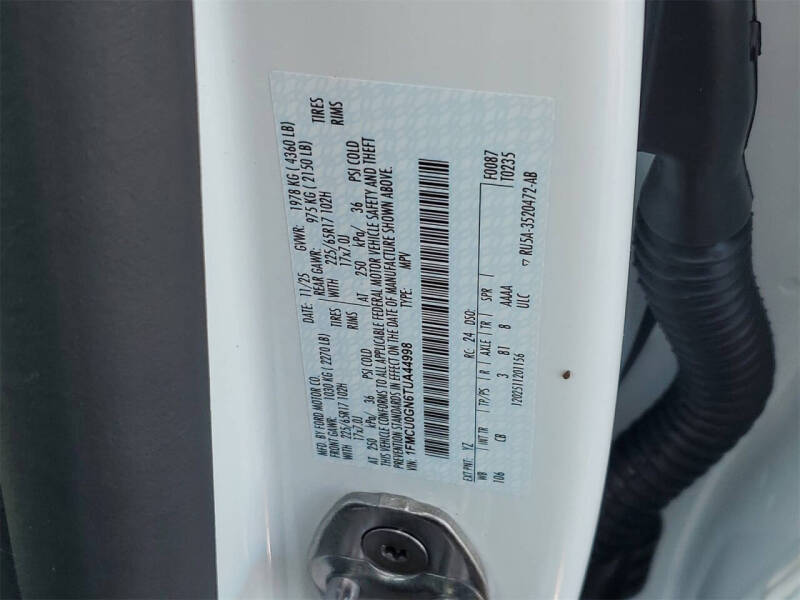 MFD. BY FORD MOTOR CO. DATE: 11/25 GVWR: 1978 KG ( 4360 LB)
FRONT GAWR: 1030 KG ( 2270 LB) REAR GAWR: 975 KG ( 2150 LB)
WITH 225/65R17 102H TIRES WITH 225/65R17 102H TIRES
17x7.0J RIMS 17x7.0J RIMS
AT 250 kPa/ 36 PSI COLD AT 250 kPa/ 36 PSI COLD
THIS VEHICLE CONFORMS TO ALL APPLICABLE FEDERAL MOTOR VEHICLE SAFETY AND THEFT
PREVENTION STANDARDS IN EFFECT ON THE DATE OF MANUFACTURE SHOWN ABOVE.
VIN: 1FMCU0GN6TUA44998 TYPE: MPV
EXT PNT: YZ RC: 24 DSO: F0087
WB INT TR TP/PS R AXLE TR SPR T0235
106 CB 3 B1 8 AAAA
1202511201156 ULC ▽ RU5A-3520472-AB